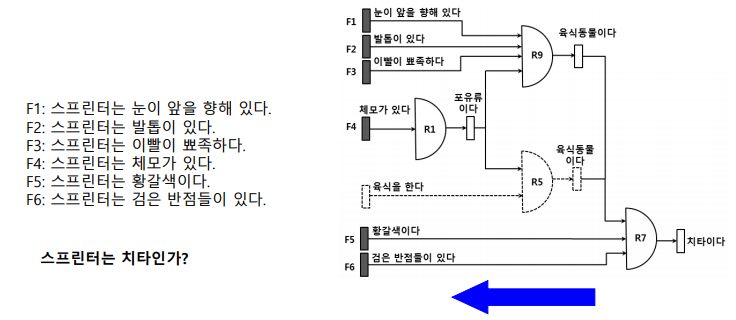 F1: 스프린터는 눈이 앞을 향해 있다.
F2: 스프린터는 발톱이 있다.
F3: 스프린터는 이빨이 뾰족하다.
F4: 스프린터는 체모가 있다.
F5: 스프린터는 황갈색이다.
F6: 스프린터는 검은 반점들이 있다.
스프린터는 치타인가?
F1 눈이 앞을 향해 있다
F2 발톱이 있다
F3 이빨이 뾰족하다
R9
육식동물이다
F4 체모가 있다
R1
포유류
이다
육식을 한다
R5
육식동물
이다
F5 황갈색이다
F6 검은 반점들이 있다
R7
치타이다